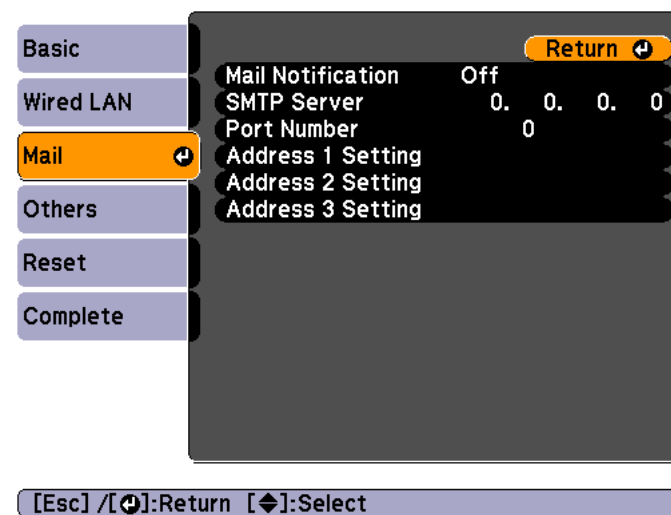 Basic
Wired LAN
Mail
Others
Reset
Complete
Return
Mail Notification Off
SMTP Server 0. 0. 0. 0
Port Number 0
Address 1 Setting
Address 2 Setting
Address 3 Setting
[Esc] /[ ]:Return [ ]:Select